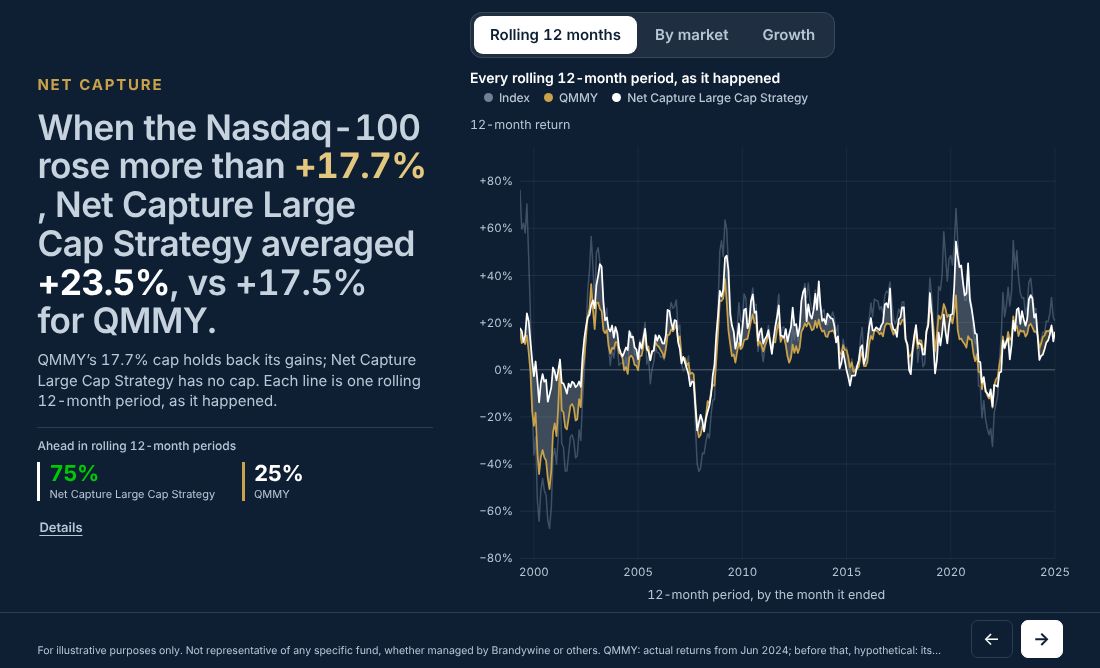 Rolling 12 months
By market
Growth
NET CAPTURE
When the Nasdaq-100
rose more than +17.7%
, Net Capture Large
Cap Strategy averaged
+23.5%, vs +17.5%
for QMMY.
QMMY’s 17.7% cap holds back its gains; Net Capture
Large Cap Strategy has no cap. Each line is one rolling
12-month period, as it happened.
Ahead in rolling 12-month periods
75%
Net Capture Large Cap Strategy
25%
QMMY
Details
Every rolling 12-month period, as it happened
Index
QMMY
Net Capture Large Cap Strategy
12-month return
+80%
+60%
+40%
+20%
0%
−20%
−40%
−60%
−80%
2000
2005
2010
2015
2020
2025
12-month period, by the month it ended
For illustrative purposes only. Not representative of any specific fund, whether managed by Brandywine or others. QMMY: actual returns from Jun 2024; before that, hypothetical: its…